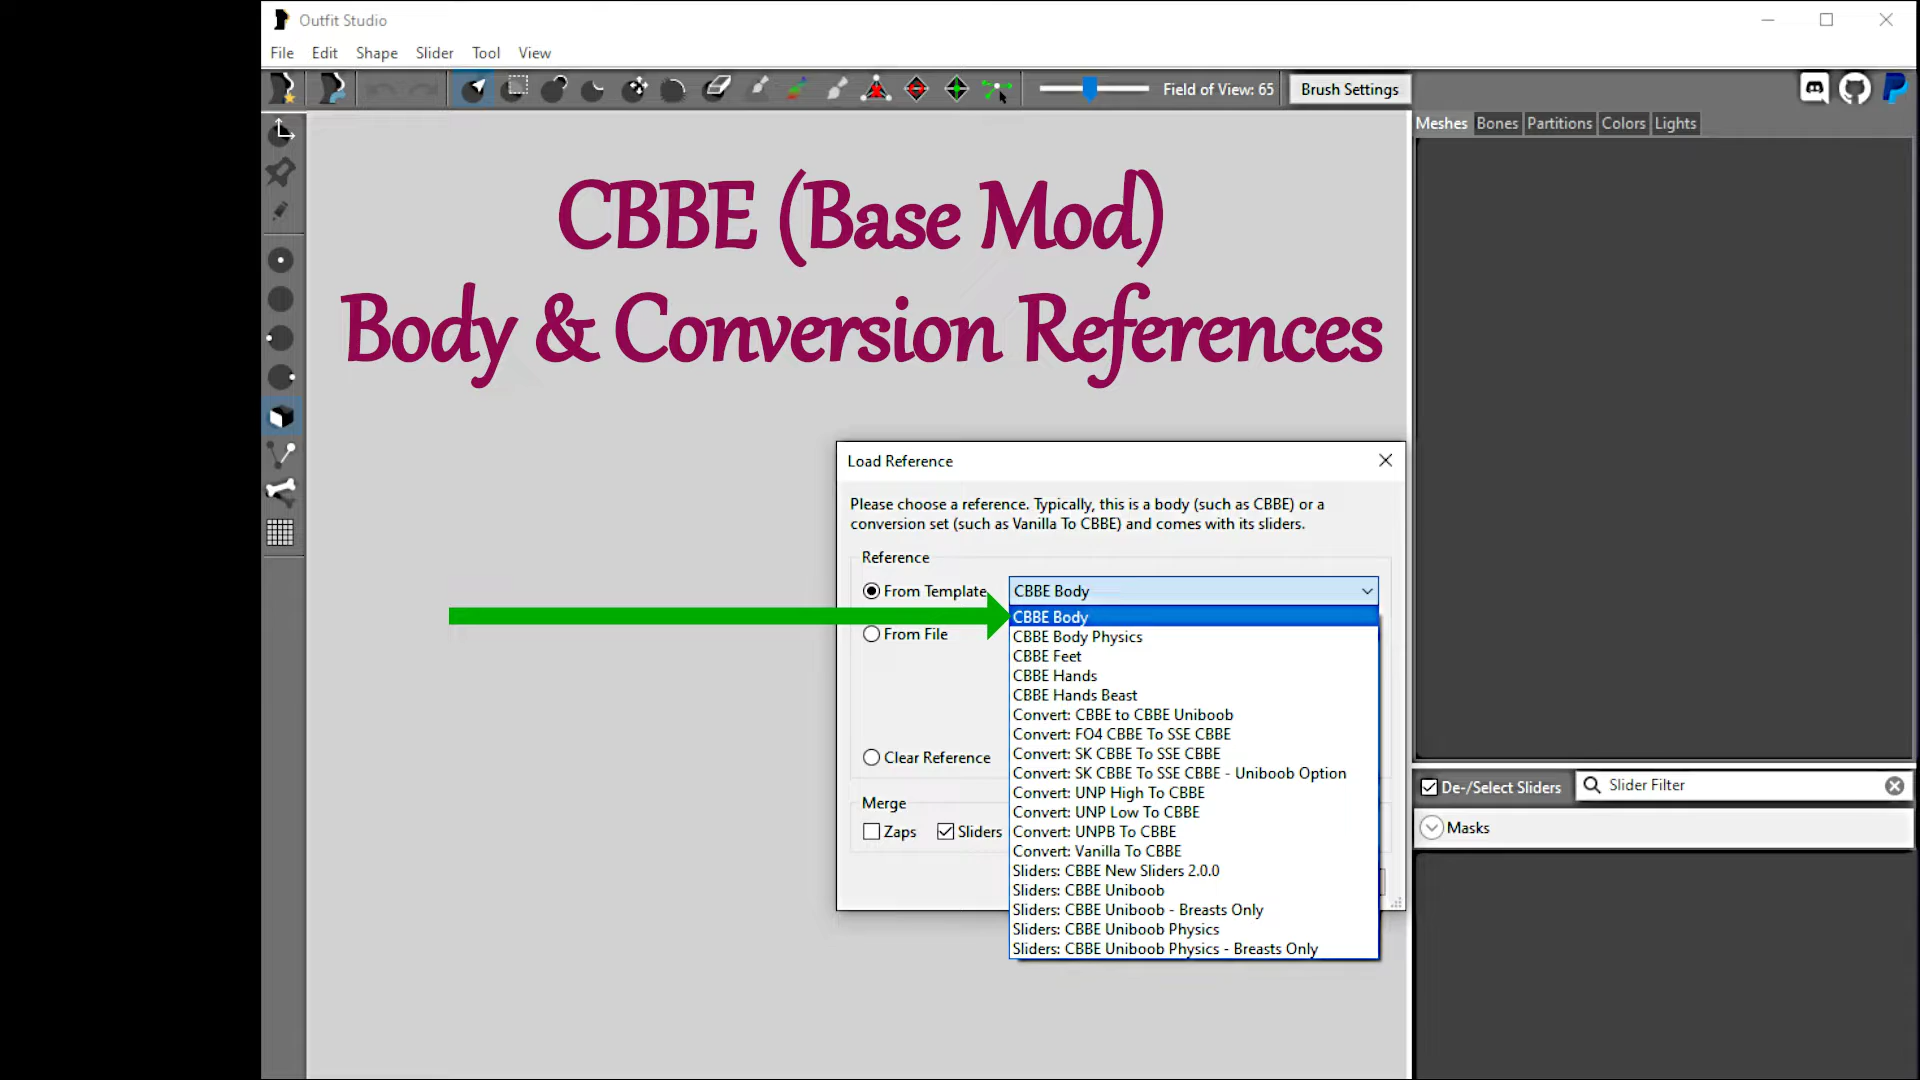 Outfit Studio
File Edit Shape Slider Tool View
Field of View: 65 Brush Settings
Meshes Bones Partitions Colors Lights
CBBE (Base Mod)
Body & Conversion References
Load Reference
Please choose a reference. Typically, this is a body (such as CBBE) or a
conversion set (such as Vanilla To CBBE) and comes with its sliders.
Reference
From Template CBBE Body
CBBE Body
From File
CBBE Body Physics
CBBE Feet
CBBE Hands
CBBE Hands Beast
Convert: CBBE to CBBE Uniboob
Convert: FO4 CBBE To SSE CBBE
Convert: SK CBBE To SSE CBBE
Clear Reference
Convert: SK CBBE To SSE CBBE - Uniboob Option
Convert: UNP High To CBBE
Merge
Convert: UNP Low To CBBE
Zaps Sliders
Convert: UNPB To CBBE
Convert: Vanilla To CBBE
Sliders: CBBE New Sliders 2.0.0
Sliders: CBBE Uniboob
Sliders: CBBE Uniboob - Breasts Only
Sliders: CBBE Uniboob Physics
Sliders: CBBE Uniboob Physics - Breasts Only
De-/Select Sliders Slider Filter
Masks